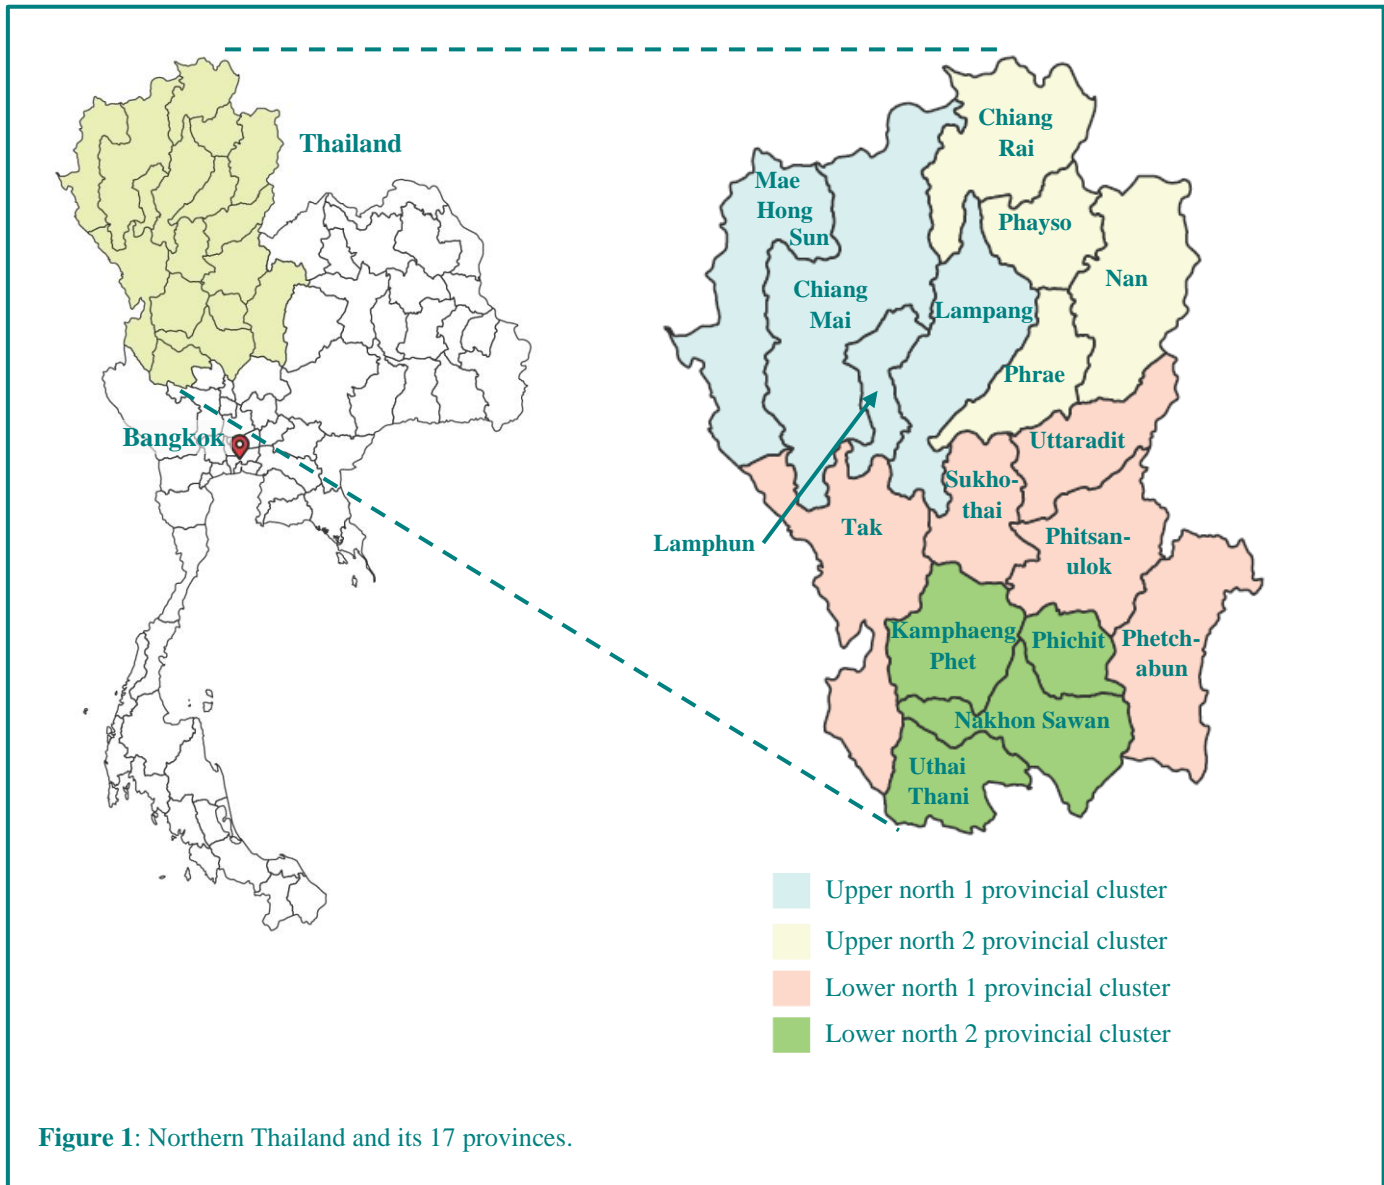 Thailand
Bangkok
Chiang
Rai
Mae
Hong
Sun
Phayso
Nan
Chiang
Mai
Lampang
Phrae
Uttaradit
Sukho-
thai
Tak
Phitsan-
ulok
Lamphun
Kamphaeng
Phet
Phichit
Phetch-
abun
Nakhon Sawan
Uthai
Thani
Upper north 1 provincial cluster
Upper north 2 provincial cluster
Lower north 1 provincial cluster
Lower north 2 provincial cluster
Figure 1: Northern Thailand and its 17 provinces.